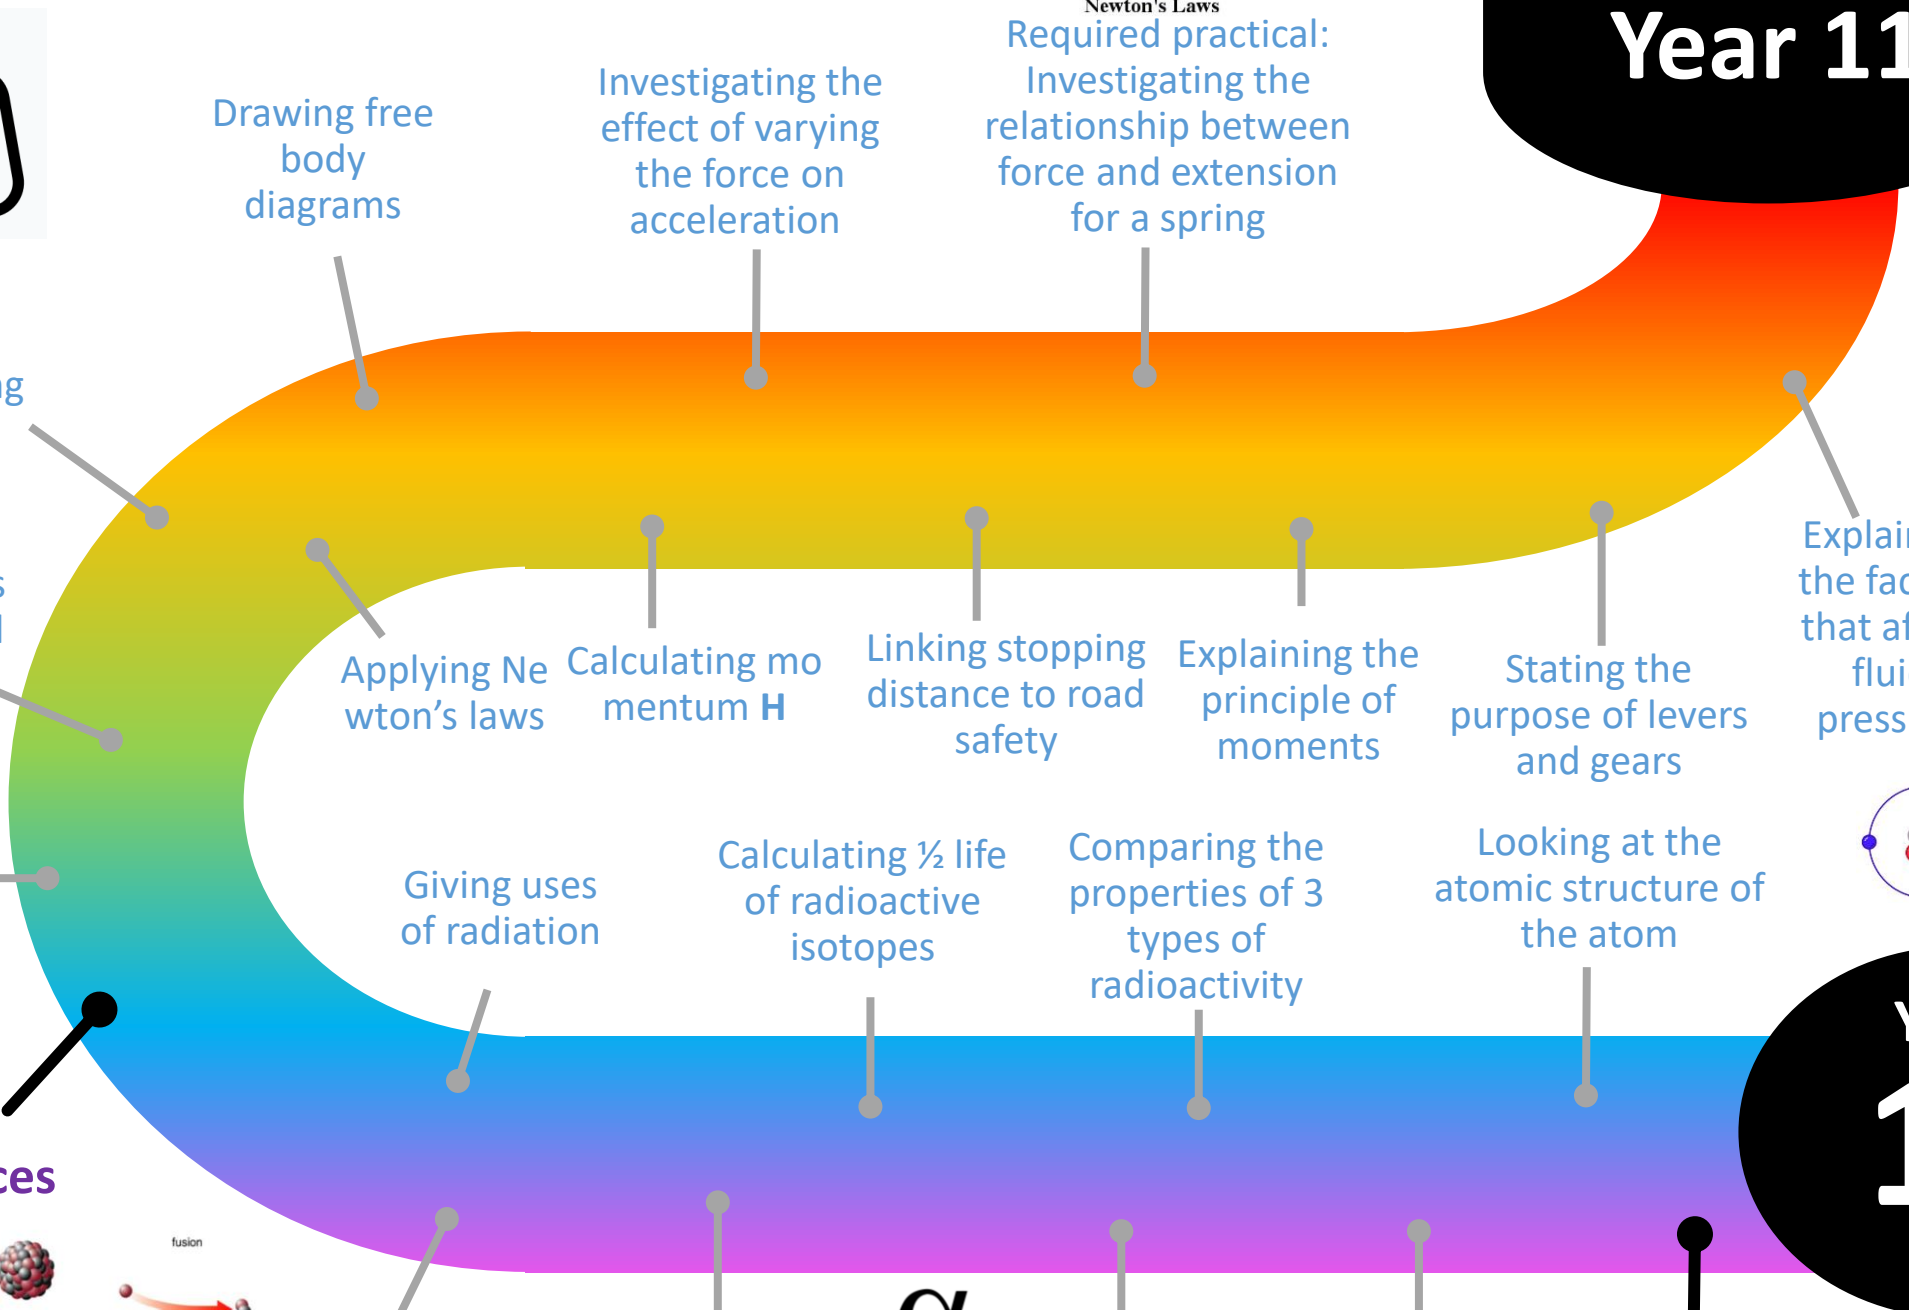 Newton's Laws
Year 11
Required practical:
Investigating the
relationship between
force and extension
for a spring
Investigating the
effect of varying
the force on
acceleration
Drawing free
body
diagrams
Applying Ne
wton’s laws
Calculating mo
mentum H
Linking stopping
distance to road
safety
Explaining the
principle of
moments
Stating the
purpose of levers
and gears
the
that
Giving uses
of radiation
Calculating ½ life
of radioactive
isotopes
Comparing the
properties of 3
types of
radioactivity
Looking at the
atomic structure of
the atom
fusion